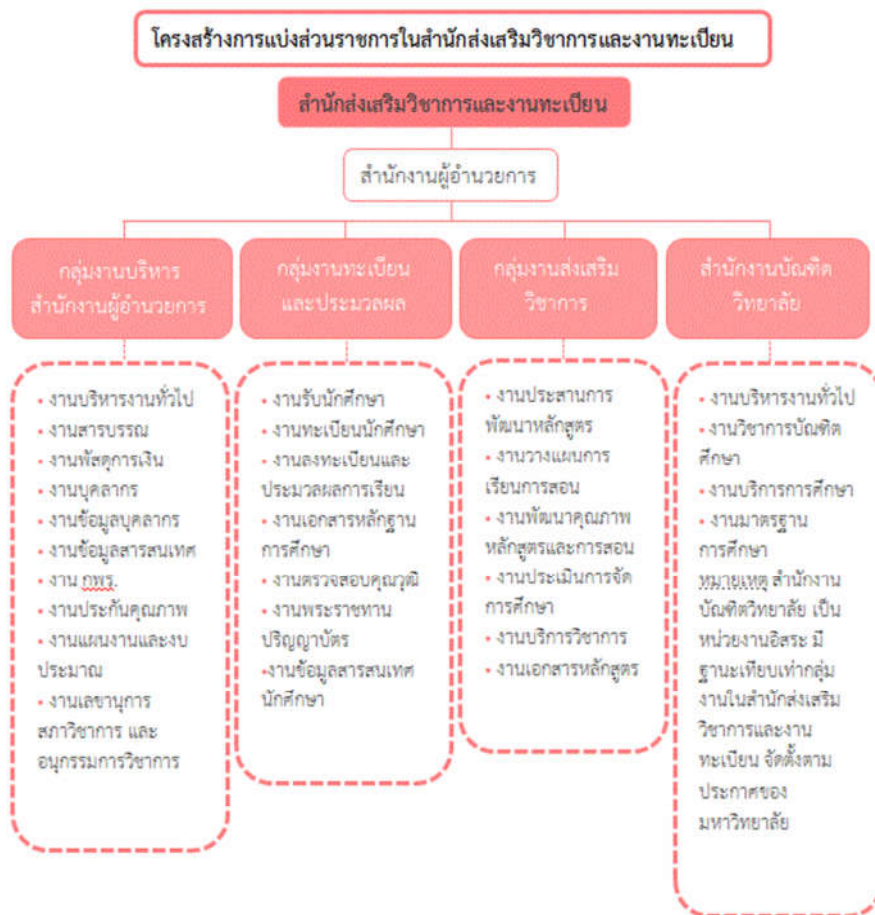 โครงสร้างการแบ่งส่วนราชการในสำนักส่งเสริมวิชาการและงานทะเบียน
สำนักส่งเสริมวิชาการและงานทะเบียน
สำนักงานผู้อำนวยการ
กลุ่มงานบริหาร
สำนักงานผู้อำนวยการ
• งานบริหารงานทั่วไป
• งานสารบรรณ
• งานพัสดุการเงิน
• งานบุคลากร
• งานข้อมูลบุคลากร
• งานข้อมูลสารสนเทศ
• งาน กพร.
• งานประกันคุณภาพ
• งานแผนงานและงบ
ประมาณ
• งานเลขานุการ
สภาวิชาการ และ
อนุกรรมการวิชาการ
กลุ่มงานทะเบียน
และประมวลผล
• งานรับนักศึกษา
• งานทะเบียนนักศึกษา
• งานลงทะเบียนและ
ประมวลผลการเรียน
• งานเอกสารหลักฐาน
การศึกษา
• งานตรวจสอบคุณวุฒิ
• งานพระราชทาน
ปริญญาบัตร
•งานข้อมูลสารสนเทศ
นักศึกษา
กลุ่มงานส่งเสริม
วิชาการ
• งานประสานการ
พัฒนาหลักสูตร
• งานวางแผนการ
เรียนการสอน
• งานพัฒนาคุณภาพ
หลักสูตรและการสอน
• งานประเมินการจัด
การศึกษา
• งานบริการวิชาการ
• งานเอกสารหลักสูตร
สำนักงานบัณฑิต
วิทยาลัย
• งานบริหารงานทั่วไป
• งานวิชาการบัณฑิต
ศึกษา
• งานบริการการศึกษา
• งานมาตรฐาน
การศึกษา
หมายเหตุ สำนักงาน
บัณฑิตวิทยาลัย เป็น
หน่วยงานอิสระ มี
ฐานะเทียบเท่ากลุ่ม
งานในสำนักส่งเสริม
วิชาการและงาน
ทะเบียน จัดตั้งตาม
ประกาศของ
มหาวิทยาลัย